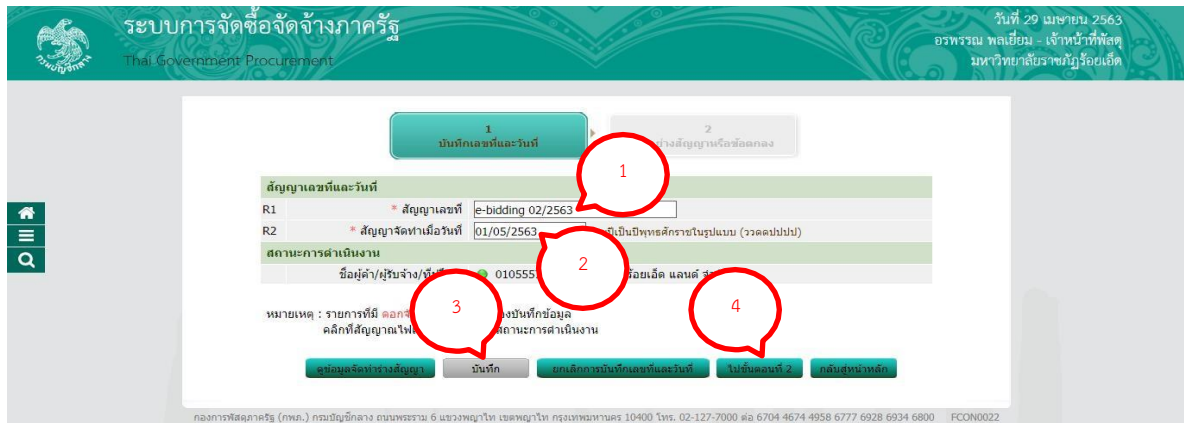 ระบบการจัดซื้อจัดจ้างภาครัฐ
Thai Government Procurement
วันที่ 29 เมษายน 2563
อรพรรณ พลเยี่ยม - เจ้าหน้าที่พัสดุ
มหาวิทยาลัยราชภัฏร้อยเอ็ด
กรมบัญชีกลาง
1
บันทึกเลขที่และวันที่
2
ร่างสัญญาหรือข้อตกลง
1
สัญญาเลขที่และวันที่
R1 * สัญญาเลขที่ e-bidding 02/2563
R2 * สัญญาจัดทำเมื่อวันที่ 01/05/2563 ปีเป็นปีพุทธศักราชในรูปแบบ (ววดดปปปป)
สถานะการดำเนินงาน
2
ชื่อผู้ค้า/ผู้รับจ้าง/ 010555 ร้อยเอ็ด แลนด์
3
4
หมายเหตุ : รายการที่มี บันทึกข้อมูล
คลิกที่สัญญาณไฟ สถานะการดำเนินงาน
ดูข้อมูลจัดทำร่างสัญญา บันทึก ยกเลิกการบันทึกเลขที่และวันที่ ไปขั้นตอนที่ 2 กลับสู่หน้าหลัก
กองการพัสดุภาครัฐ (กพภ.) กรมบัญชีกลาง ถนนพระราม 6 แขวงพญาไท เขตพญาไท กรุงเทพมหานคร 10400 โทร. 02-127-7000 ต่อ 6704 4674 4958 6777 6928 6934 6800 FCON0022